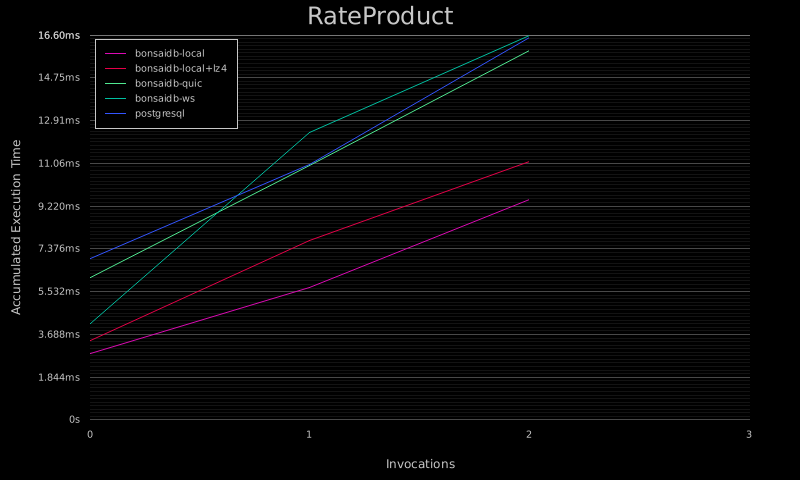 RateProduct
16.60ms
14.75ms
12.91ms
11.06ms
9.220ms
7.376ms
5.532ms
3.688ms
1.844ms
0s
Accumulated Execution Time
bonsaidb-local
bonsaidb-local+lz4
bonsaidb-quic
bonsaidb-ws
postgresql
0 1 2 3
Invocations